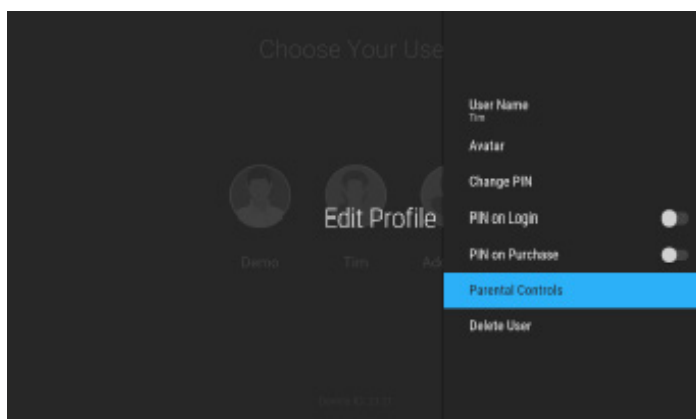 Choose Your Use
User Name
Tim
Avatar
Change PIN
PIN on Login
Edit Profile
PIN on Purchase
Demo
Tim
Parental Controls
Delete User